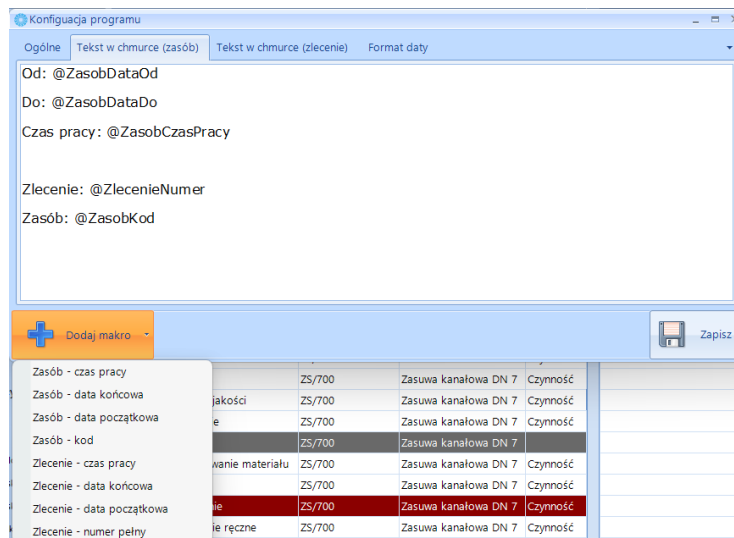 Konfiguacja programu
Ogólne Tekst w chmurce (zasób) Tekst w chmurce (zlecenie) Format daty
Od: @ZasobDataOd
Do: @ZasobDataDo
Czas pracy: @ZasobCzasPracy
Zlecenie: @ZlecenieNumer
Zasób: @ZasobKod
Dodaj makro Zapisz
Zasób - czas pracy
Zasób - data końcowa
Zasób - data początkowa
Zasób - kod
Zlecenie - czas pracy
Zlecenie - data końcowa
Zlecenie - data początkowa
Zlecenie - numer pełny
ZS/700 Zasuwa kanałowa DN 7 Czynność
jakości ZS/700 Zasuwa kanałowa DN 7 Czynność
e ZS/700 Zasuwa kanałowa DN 7 Czynność
ZS/700 Zasuwa kanałowa DN 7
wanie materiału ZS/700 Zasuwa kanałowa DN 7 Czynność
ZS/700 Zasuwa kanałowa DN 7 Czynność
ie ZS/700 Zasuwa kanałowa DN 7 Czynność
ie ręczne ZS/700 Zasuwa kanałowa DN 7 Czynność